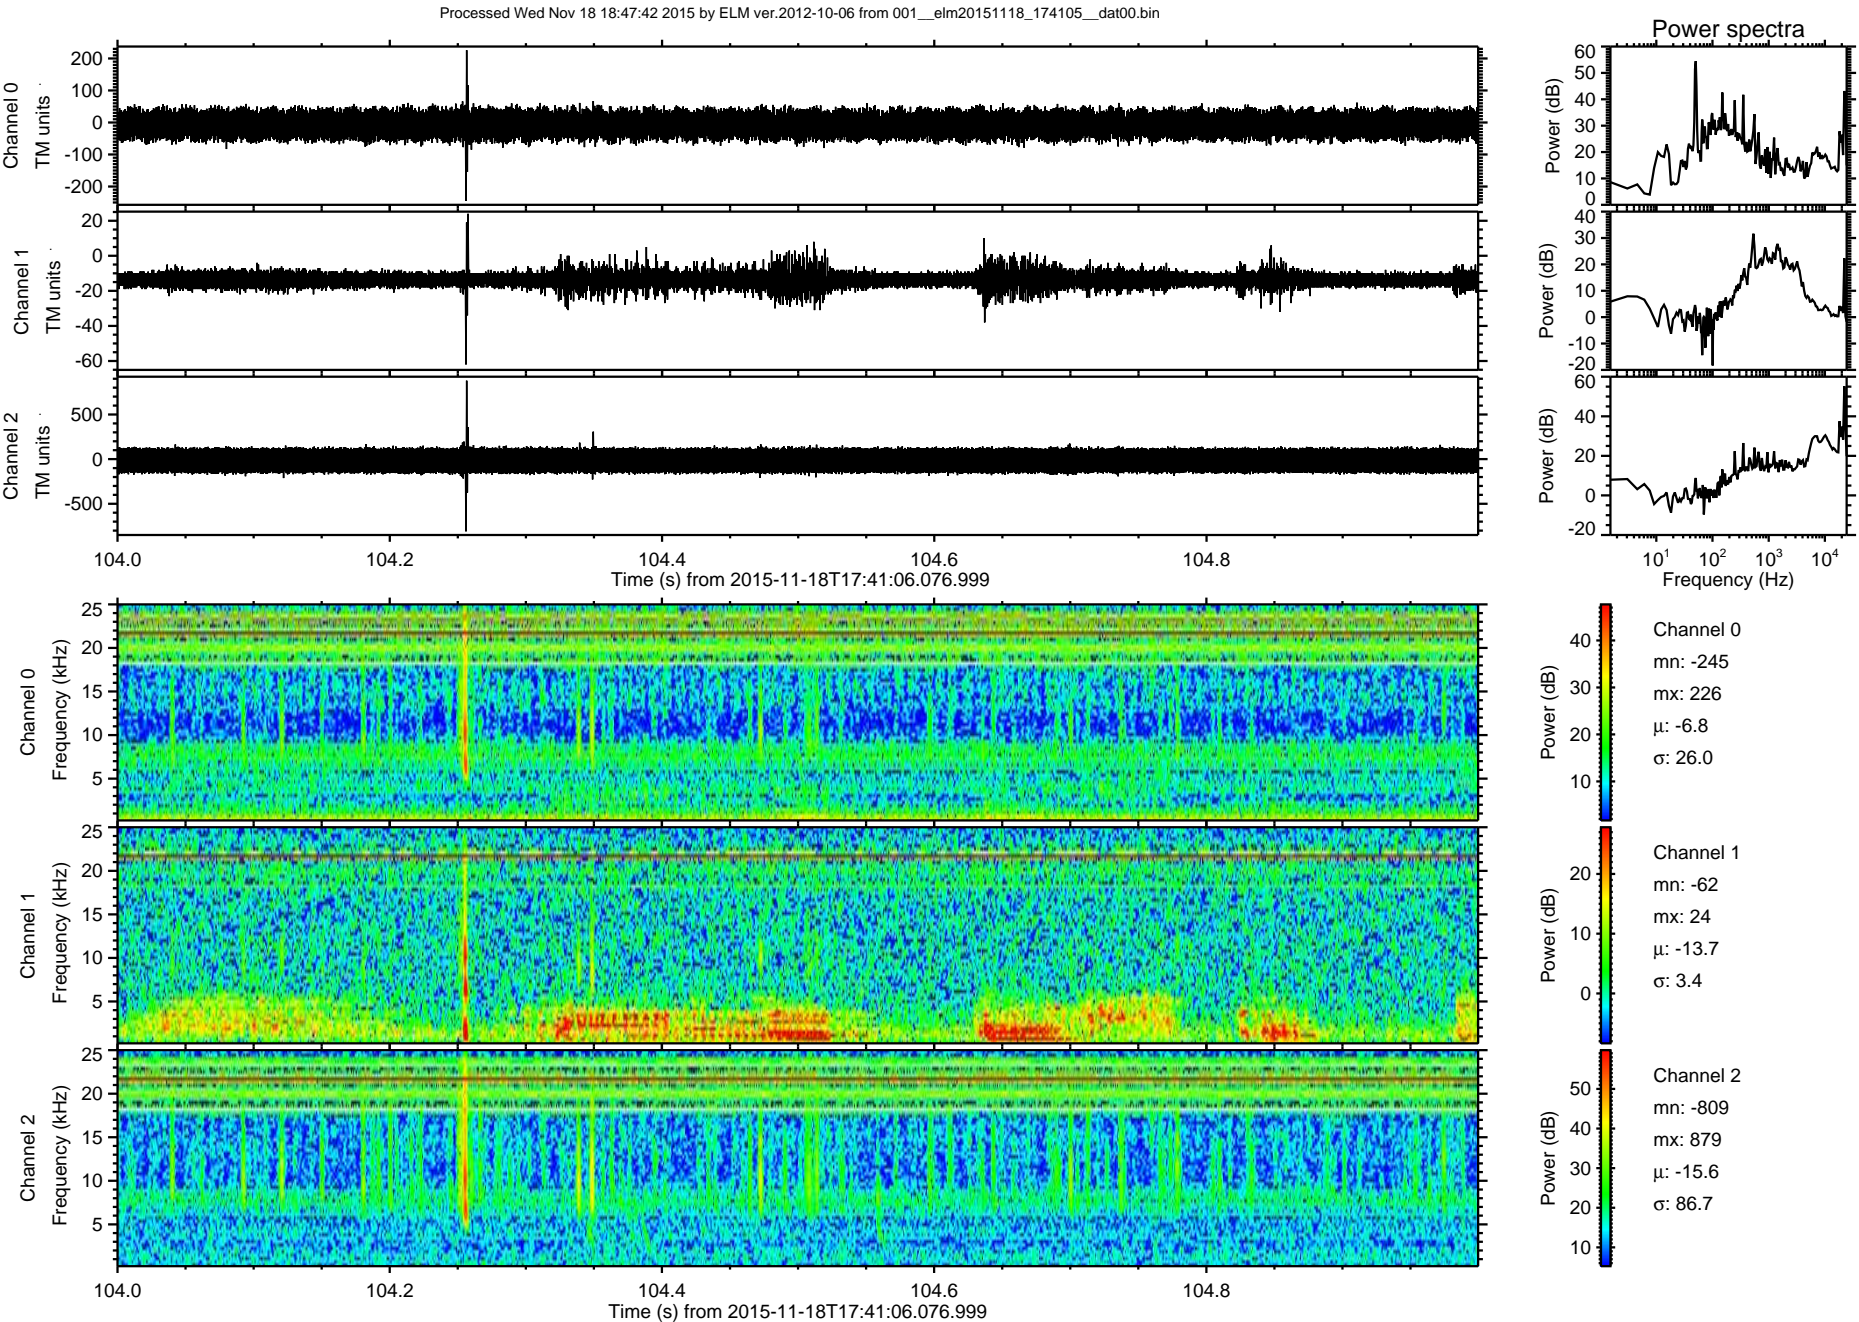 Processed Wed Nov 18 18:47:42 2015 by ELM ver.2012-10-06 from 001__elm20151118_174105__dat00.bin
Power spectra
Channel 0
TM units
200
100
0
-100
-200
Power (dB)
60
50
40
30
20
10
0
Channel 1
TM units
20
0
-20
-40
-60
Power (dB)
40
30
20
10
0
-10
-20
Channel 2
TM units
500
0
-500
Power (dB)
60
40
20
0
-20
104.0
104.2
104.4
104.6
104.8
Time (s) from 2015-11-18T17:41:06.076.999
10^1
10^2
10^3
10^4
Frequency (Hz)
Channel 0
Frequency (kHz)
25
20
15
10
5
Power (dB)
40
30
20
10
Channel 0
mn: -245
mx: 226
μ: -6.8
σ: 26.0
Channel 1
Frequency (kHz)
25
20
15
10
5
Power (dB)
20
10
0
Channel 1
mn: -62
mx: 24
μ: -13.7
σ: 3.4
Channel 2
Frequency (kHz)
25
20
15
10
5
Power (dB)
50
40
30
20
10
Channel 2
mn: -809
mx: 879
μ: -15.6
σ: 86.7
104.0
104.2
104.4
104.6
104.8
Time (s) from 2015-11-18T17:41:06.076.999